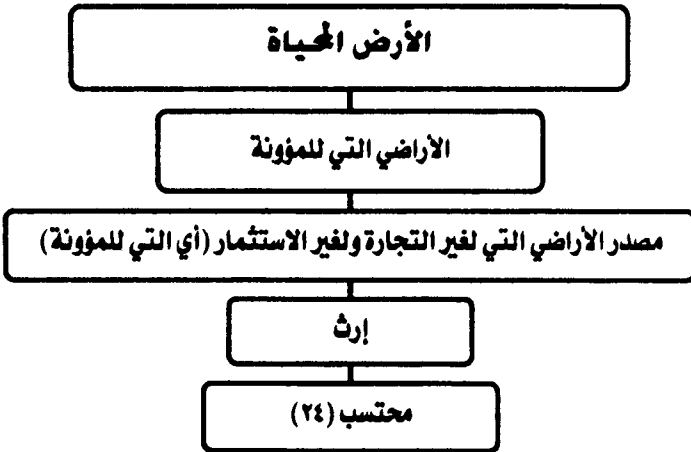 الأرض المحياة
الأراضي التي للمؤونة
مصدر الأراضي التي لغير التجارة ولغير الاستثمار (أي التي للمؤونة)
إرث
محتسب (٢٤)